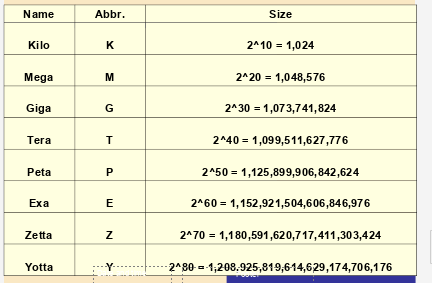 Name Abbr. Size
Kilo K 2^10 = 1,024
Mega M 2^20 = 1,048,576
Giga G 2^30 = 1,073,741,824
Tera T 2^40 = 1,099,511,627,776
Peta P 2^50 = 1,125,899,906,842,624
Exa E 2^60 = 1,152,921,504,606,846,976
Zetta Z 2^70 = 1,180,591,620,717,411,303,424
Yotta Y 2^80 = 1,208,925,819,614,629,174,706,176